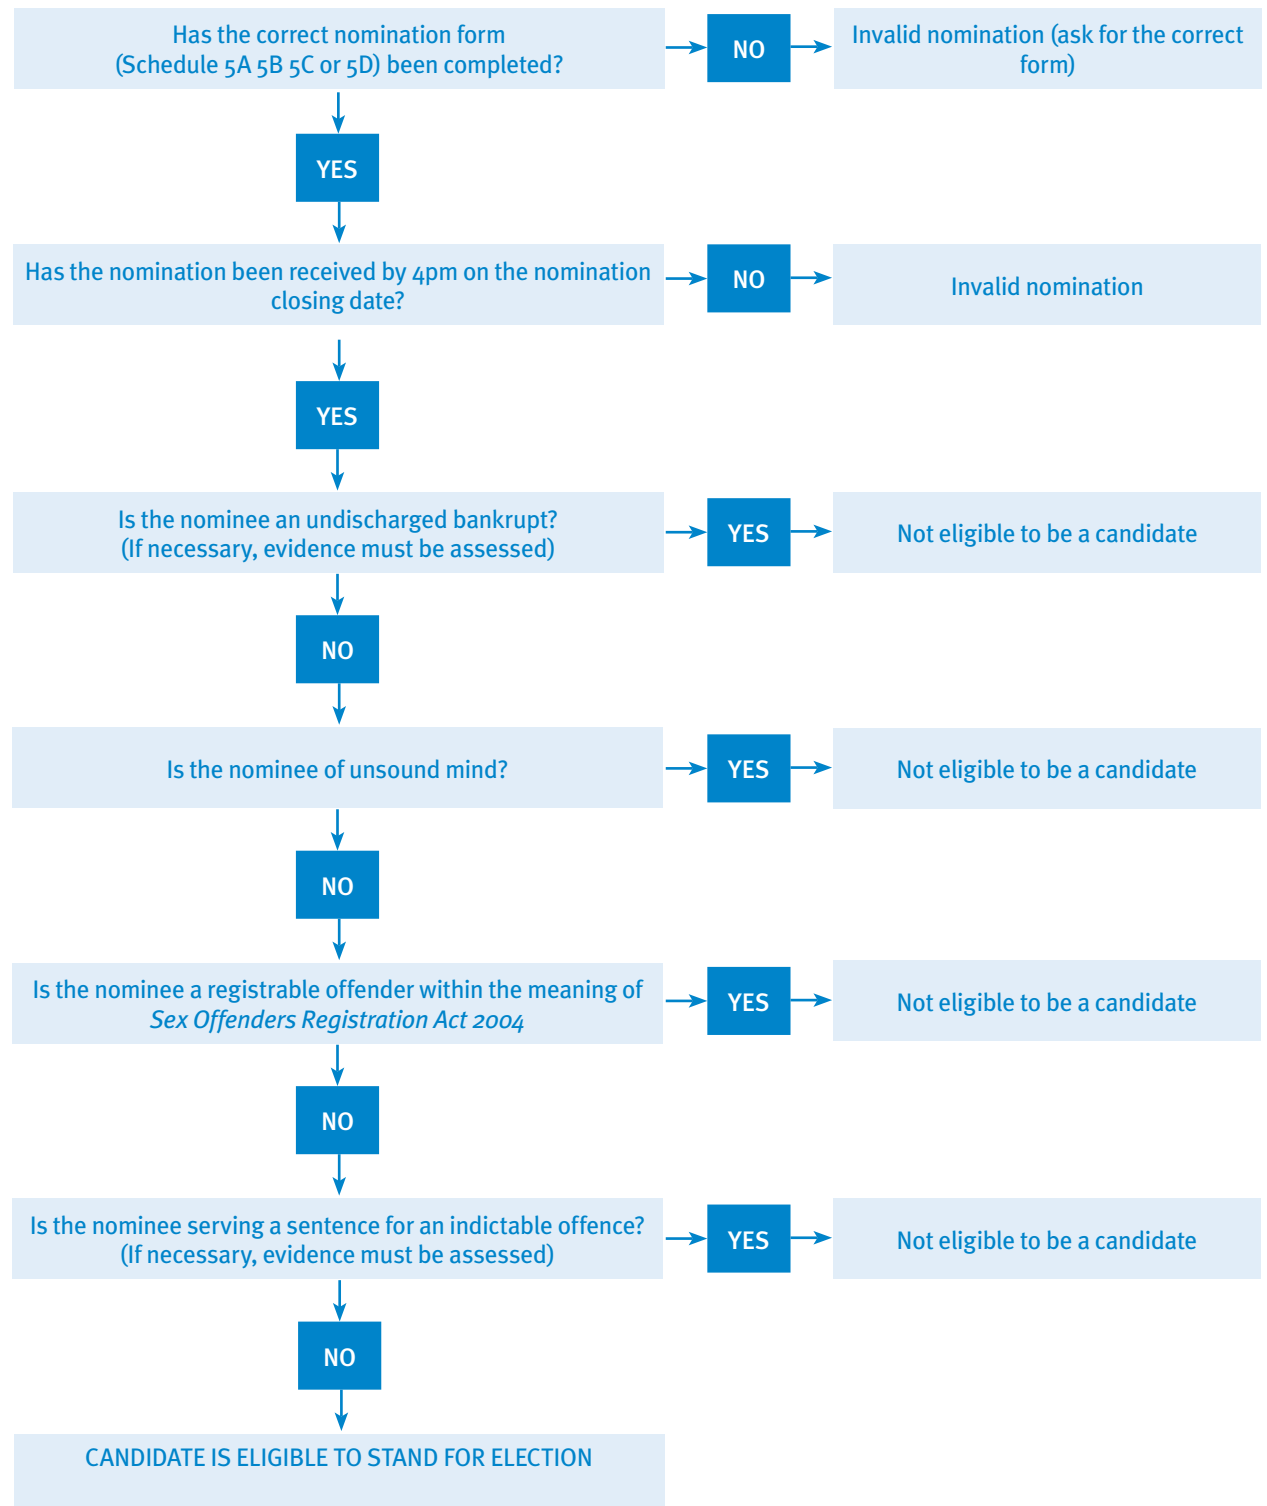 Has the correct nomination form
(Schedule 5A 5B 5C or 5D) been completed?
NO
Invalid nomination (ask for the correct
form)
YES
Has the nomination been received by 4pm on the nomination
closing date?
NO
Invalid nomination
YES
Is the nominee an undischarged bankrupt?
(If necessary, evidence must be assessed)
YES
Not eligible to be a candidate
NO
Is the nominee of unsound mind?
YES
Not eligible to be a candidate
NO
Is the nominee a registrable offender within the meaning of
Sex Offenders Registration Act 2004
YES
Not eligible to be a candidate
NO
Is the nominee serving a sentence for an indictable offence?
(If necessary, evidence must be assessed)
YES
Not eligible to be a candidate
NO
CANDIDATE IS ELIGIBLE TO STAND FOR ELECTION